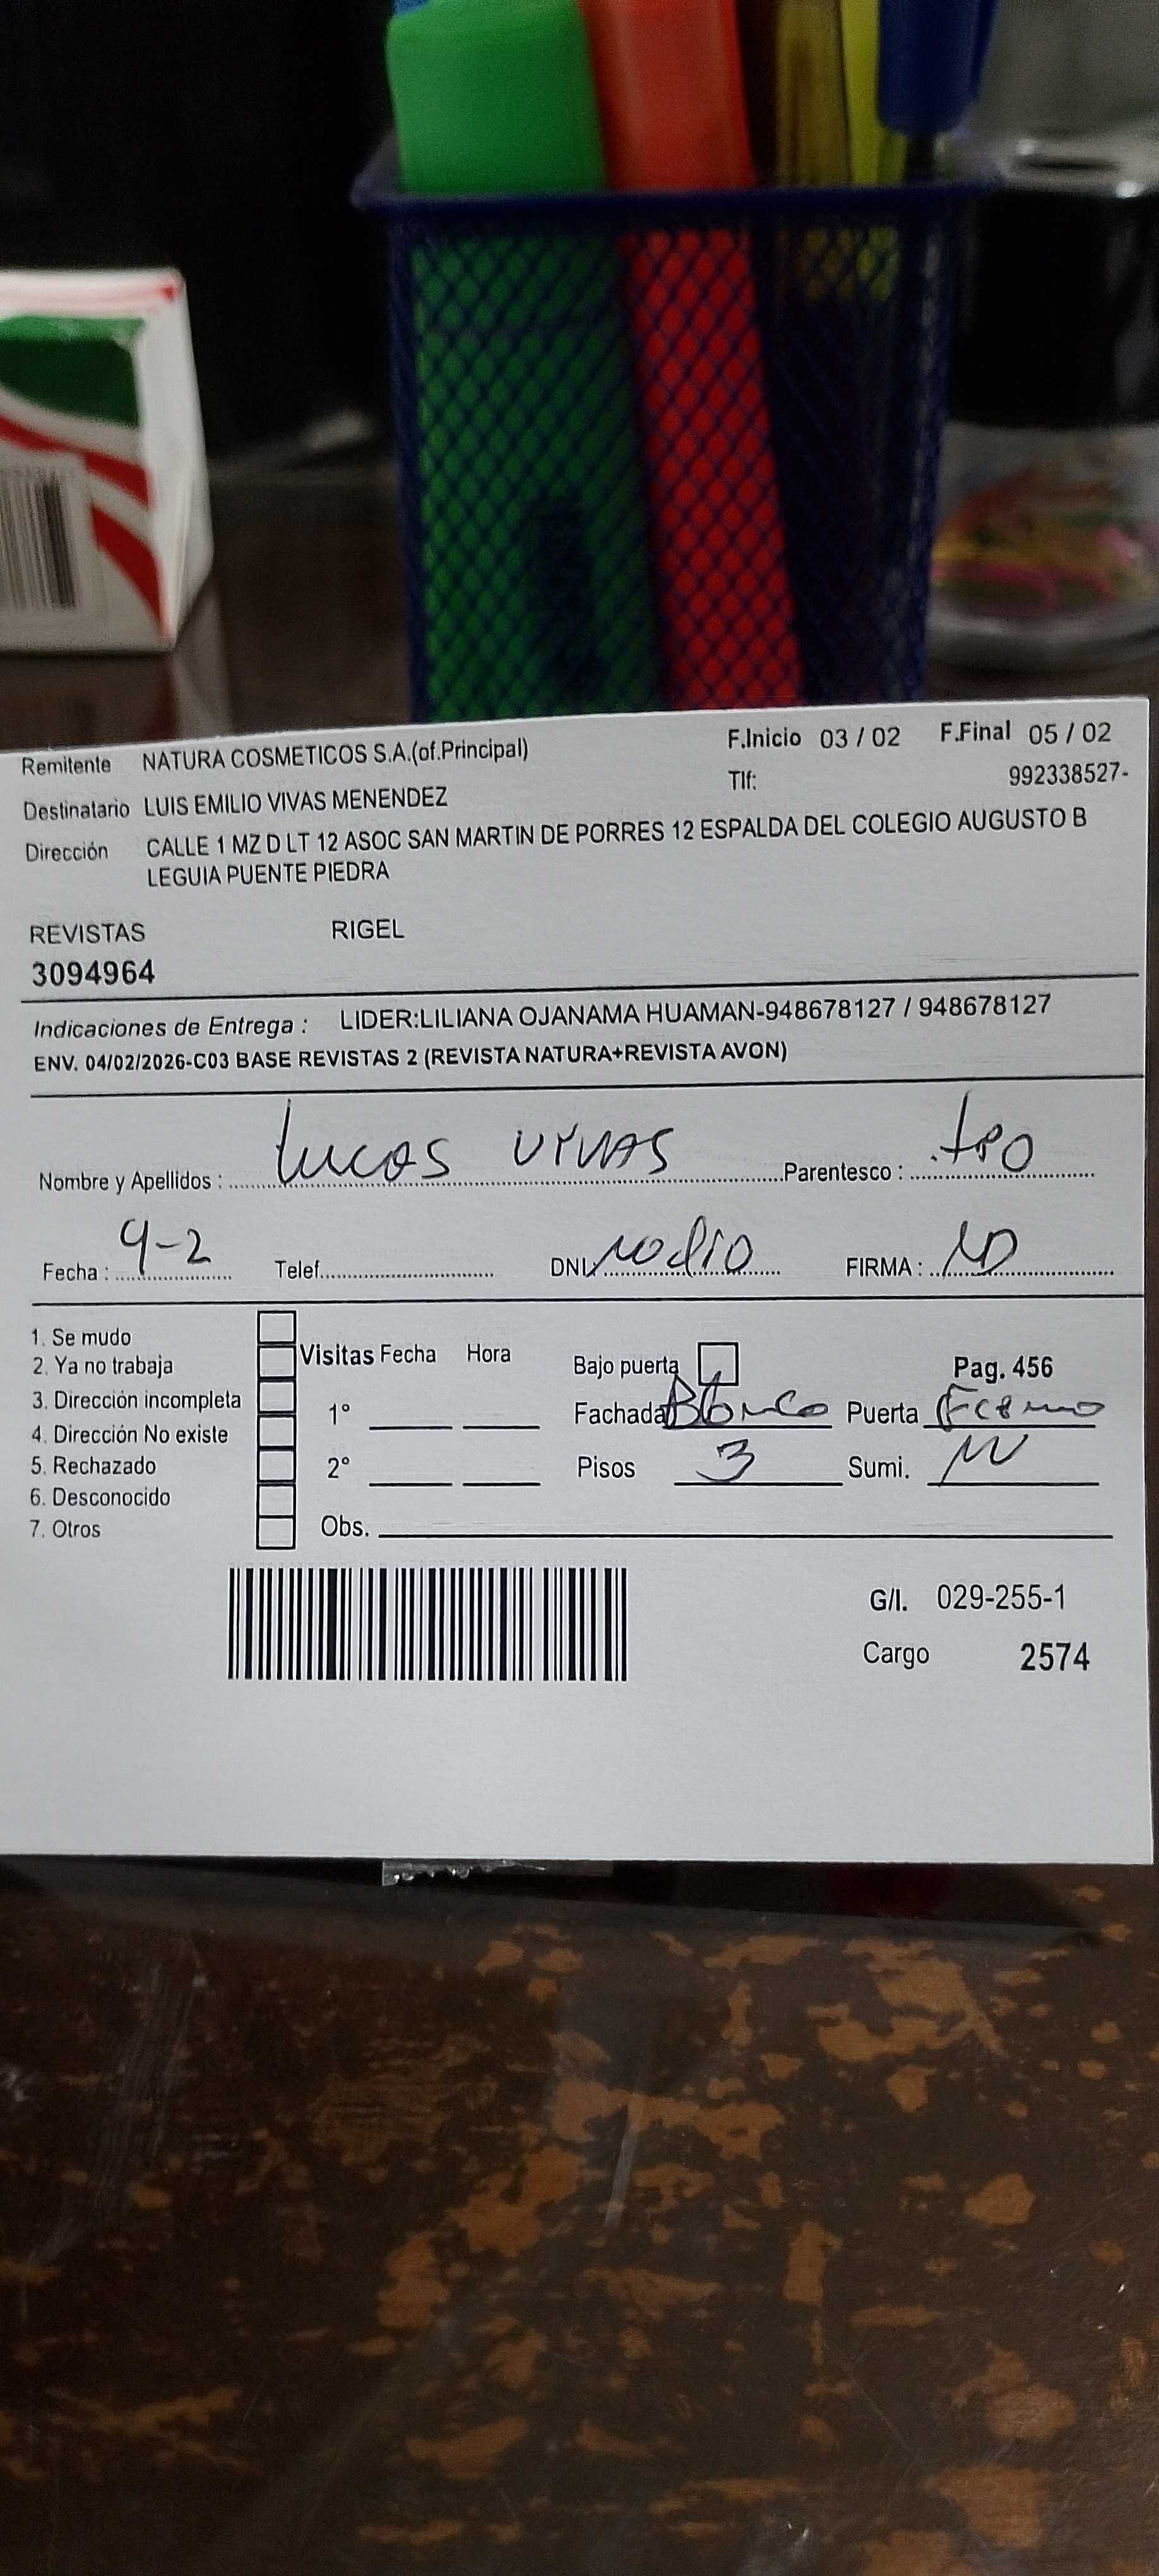 Remitente NATURA COSMETICOS S.A.(of.Principal) F.Inicio 03 / 02 F.Final 05 / 02
Tlf: 992338527-
Destinatario LUIS EMILIO VIVAS MENENDEZ
Dirección CALLE 1 MZ D LT 12 ASOC SAN MARTIN DE PORRES 12 ESPALDA DEL COLEGIO AUGUSTO B
LEGUIA PUENTE PIEDRA
REVISTAS RIGEL
3094964
Indicaciones de Entrega : LIDER:LILIANA OJANAMA HUAMAN-948678127 / 948678127
ENV. 04/02/2026-C03 BASE REVISTAS 2 (REVISTA NATURA+REVISTA AVON)
Nombre y Apellidos : Lucas VIVAS Parentesco :
Fecha : 4-2 Telef. DNI. no dio FIRMA :
1. Se mudo
2. Ya no trabaja
3. Dirección incompleta
4. Dirección No existe
5. Rechazado
6. Desconocido
7. Otros
Visitas Fecha Hora
1°
2°
Obs.
Bajo puerta Pag. 456
Fachada Blanco Puerta
Pisos 3 Sumi.
G/I. 029-255-1
Cargo 2574